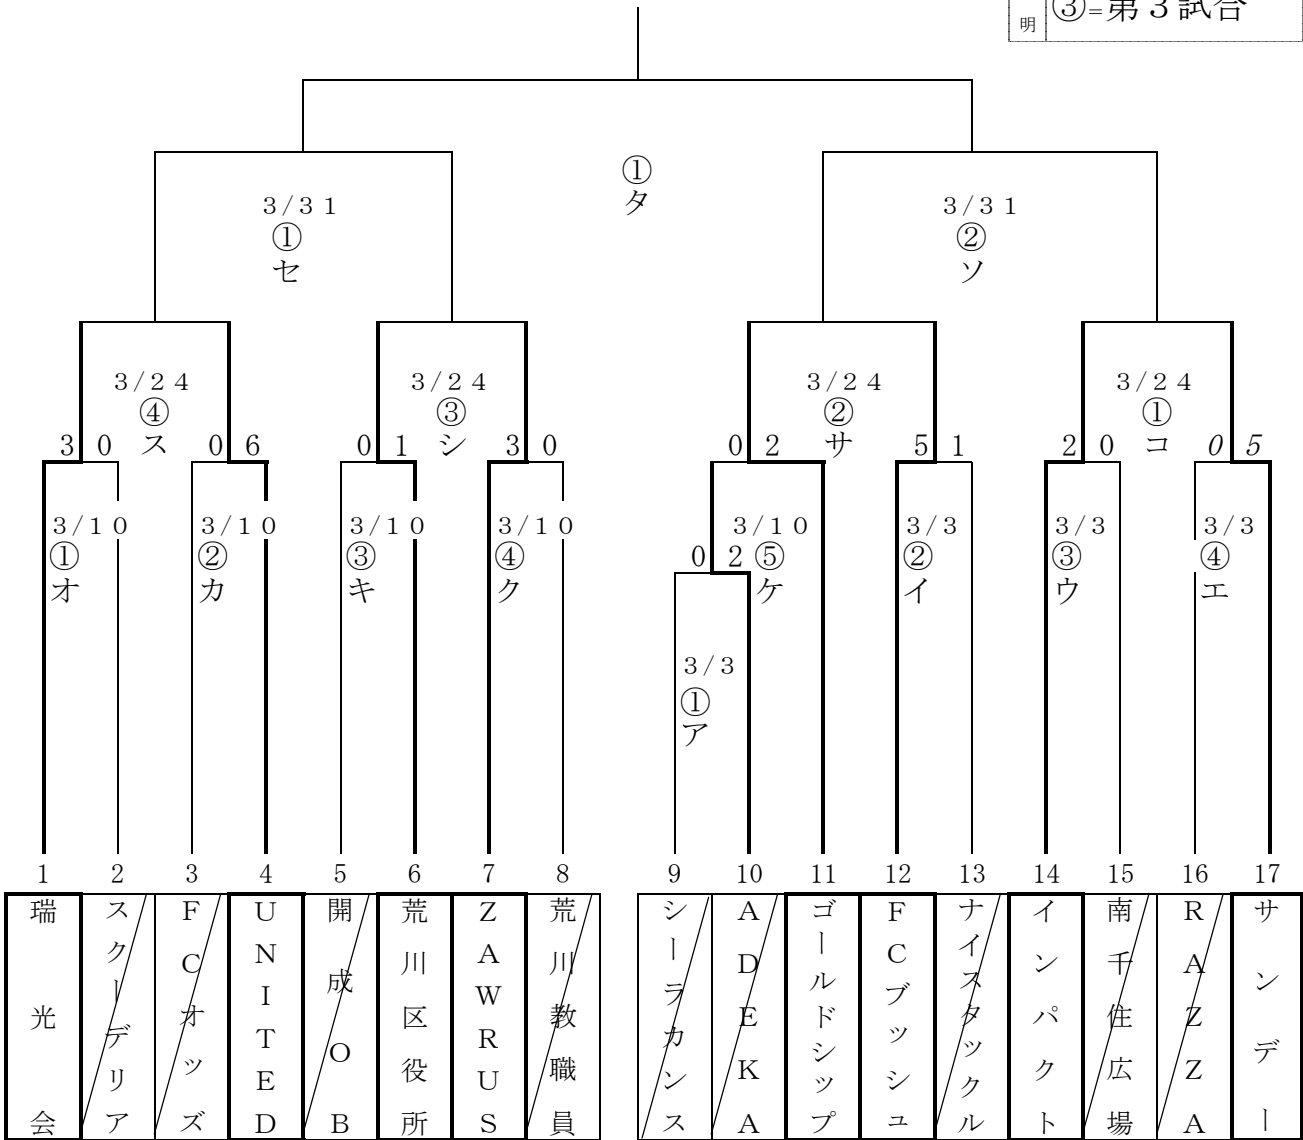 明 ③=第３試合
①
タ
3/31
①
セ
3/31
②
ソ
3/24
④
ス
3/24
③
シ
3/24
②
サ
3/24
①
コ
3 0
0 6
0 1
3 0
0 2
5 1
2 0
0 5
3/10
①
オ
3/10
②
カ
3/10
③
キ
3/10
④
ク
3/10
⑤
ケ
3/3
②
イ
3/3
③
ウ
3/3
④
エ
0 2
3/3
①
ア
1 2 3 4 5 6 7 8 9 10 11 12 13 14 15 16 17
瑞光会
スクーデリア
FCオッズ
UNITED
開成OB
荒川区役所
ZAWRUS
荒川教職員
シーラカンス
ADEKA
ゴールドシップ
FCブッシュ
ナイスタックル
インパクト
南千住広場
RAZZA
サンデー